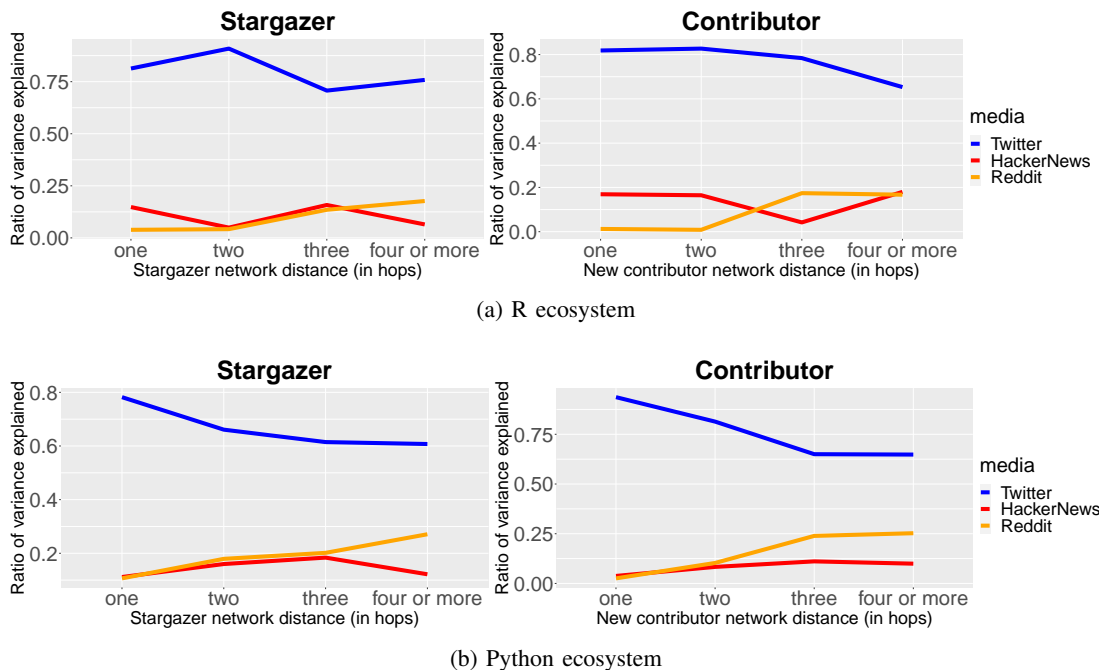 Stargazer
Contributor
Ratio of variance explained
0.75
0.50
0.25
0.00
one two three four or more
Stargazer network distance (in hops)
Ratio of variance explained
0.8
0.6
0.4
0.2
0.0
one two three four or more
New contributor network distance (in hops)
media
Twitter
HackerNews
Reddit
(a) R ecosystem
Stargazer
Contributor
Ratio of variance explained
0.8
0.6
0.4
0.2
one two three four or more
Stargazer network distance (in hops)
Ratio of variance explained
0.75
0.50
0.25
0.00
one two three four or more
New contributor network distance (in hops)
media
Twitter
HackerNews
Reddit
(b) Python ecosystem